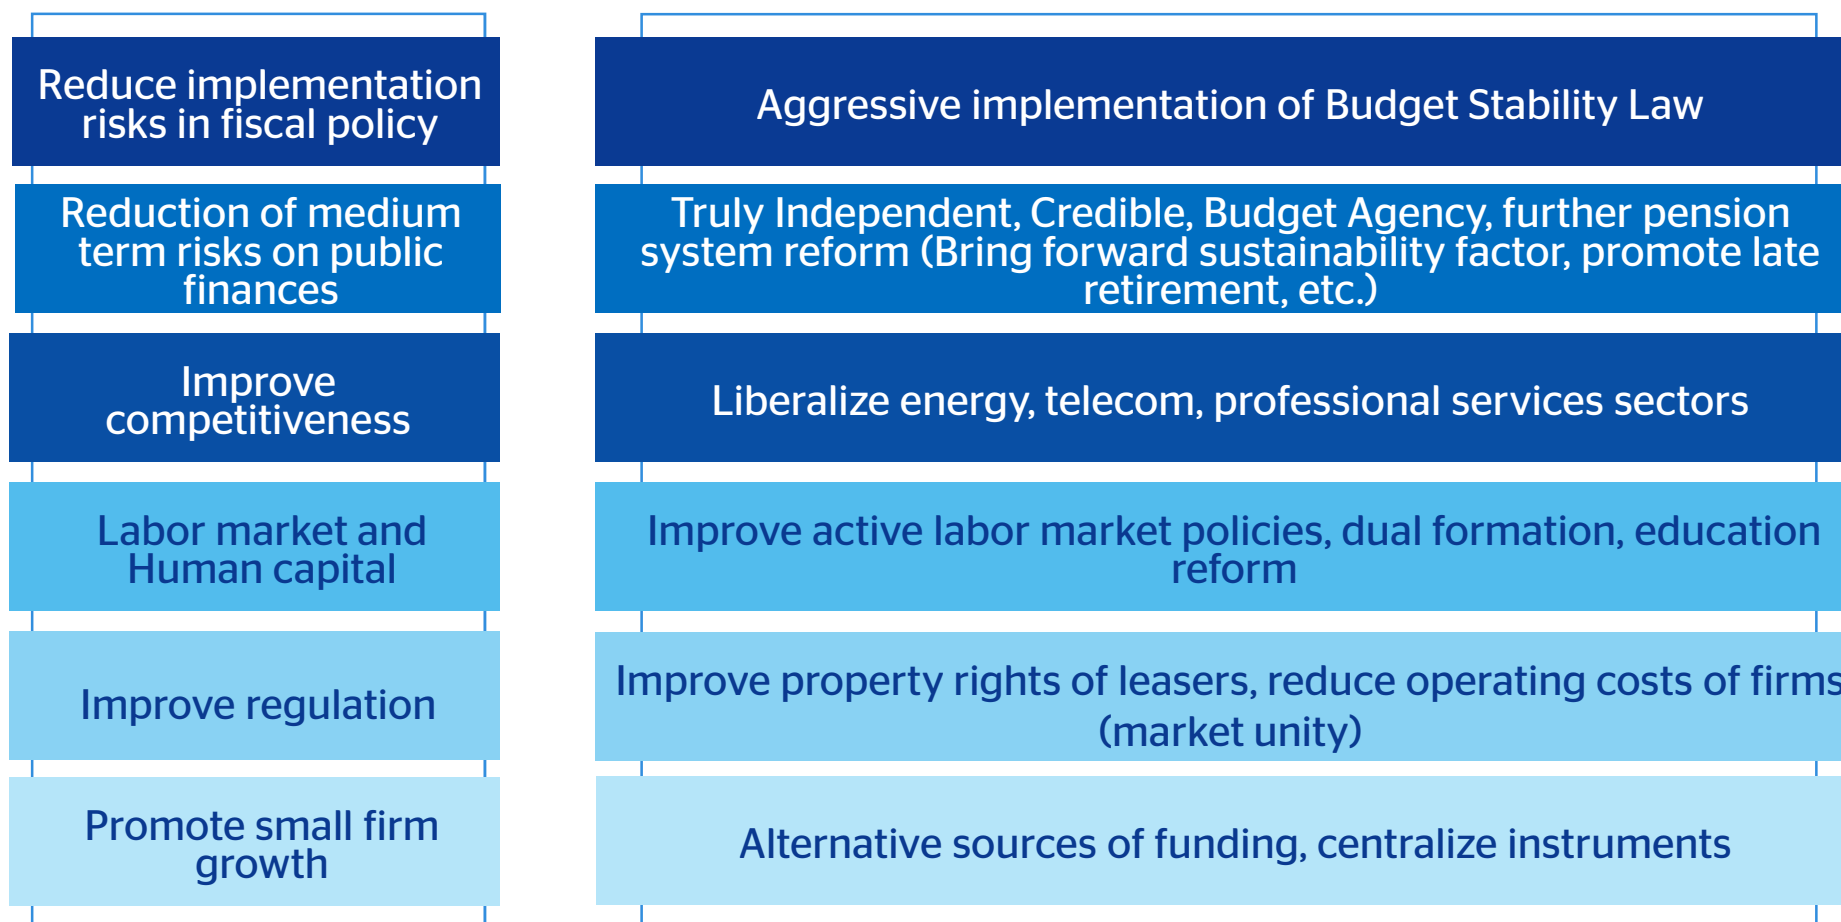 Reduce implementation
risks in fiscal policy
Aggressive implementation of Budget Stability Law
Reduction of medium
term risks on public
finances
Truly Independent, Credible, Budget Agency, further pension
system reform (Bring forward sustainability factor, promote late
retirement, etc.)
Improve
competitiveness
Liberalize energy, telecom, professional services sectors
Labor market and
Human capital
Improve active labor market policies, dual formation, education
reform
Improve regulation
Improve property rights of leasers, reduce operating costs of firms
(market unity)
Promote small firm
growth
Alternative sources of funding, centralize instruments